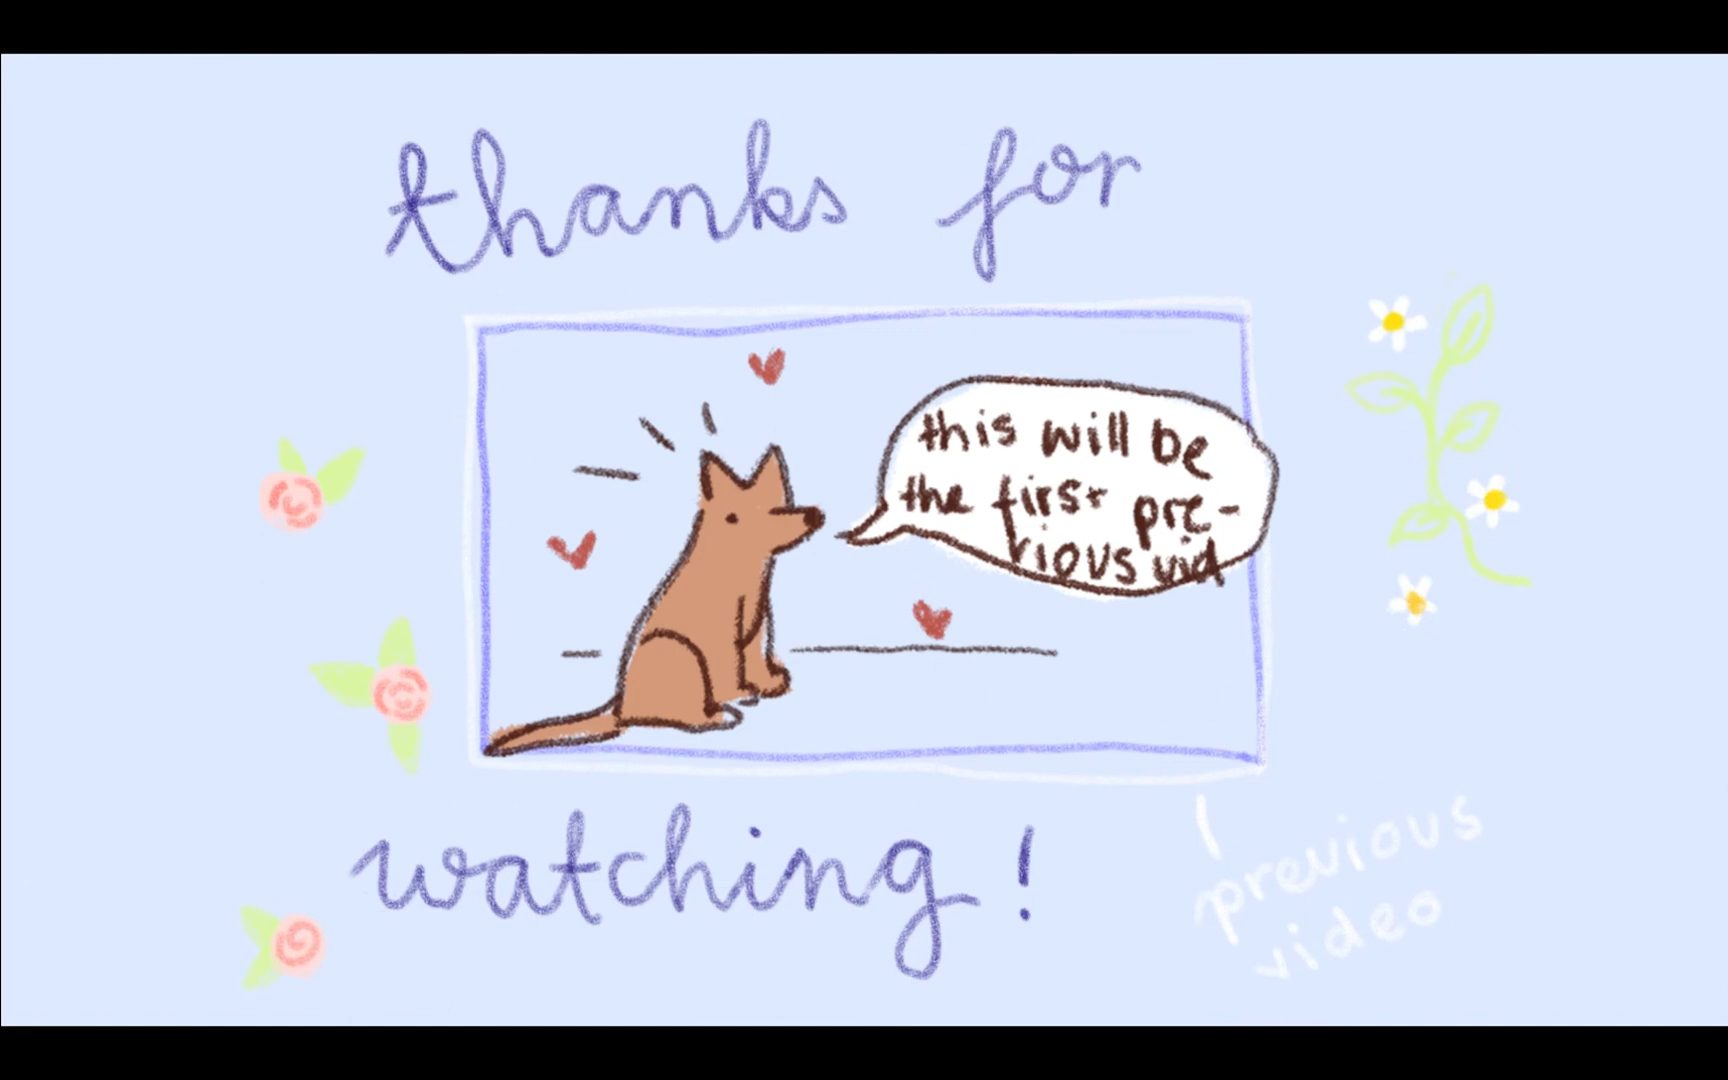 thanks for
this will be
the first pre-
vious vid
watching!
previous
video